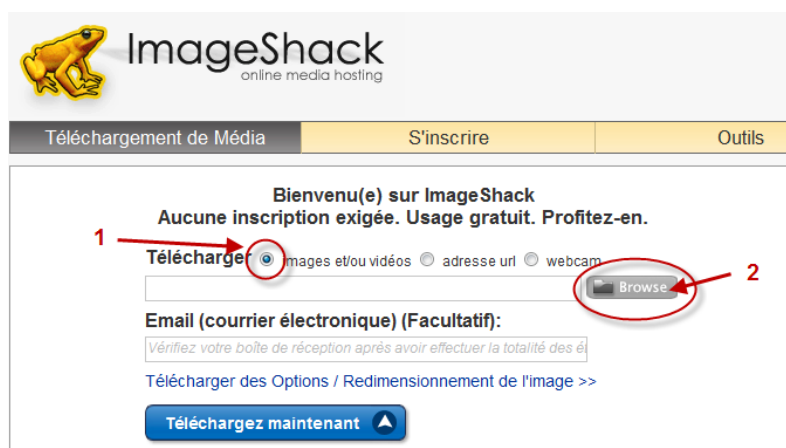 ImageShack
online media hosting
Téléchargement de Média S'inscrire Outils
Bienvenu(e) sur ImageShack
Aucune inscription exigée. Usage gratuit. Profitez-en.
1
Télécharger images et/ou vidéos adresse url webcam
Browse 2
Email (courrier électronique) (Facultatif):
Vérifiez votre boîte de réception après avoir effectuer la totalité des
Télécharger des Options / Redimensionnement de l'image >>
Téléchargez maintenant